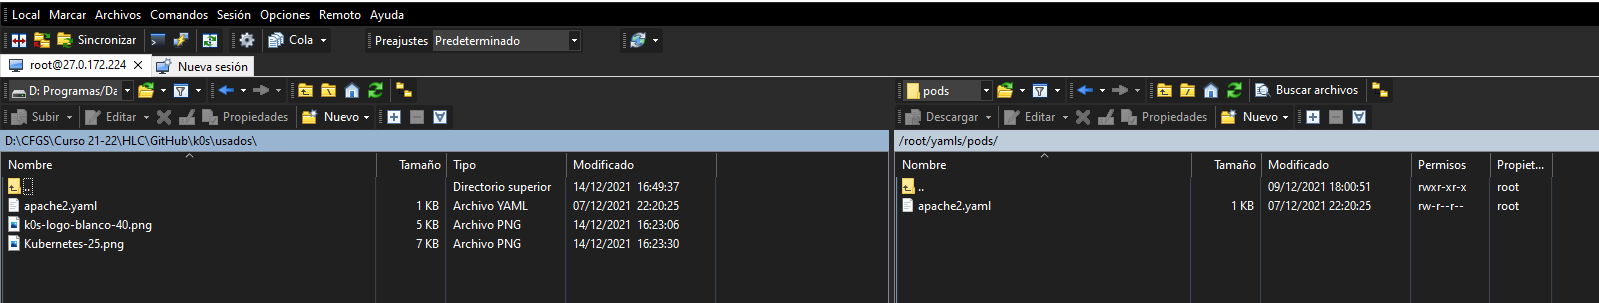 Local Marcar Archivos Comandos Sesión Opciones Remoto Ayuda
Sincronizar Cola Preajustes Predeterminado
root@27.0.172.224 Nueva sesión
D: Programas/Da
pods Buscar archivos
Subir Editar Propiedades Nuevo
Descargar Editar Propiedades Nuevo
D:\CFGS\Curso 21-22\HLC\GitHub\k0s\usados\
/root/yamls/pods/
Nombre Tamaño Tipo Modificado
.. Directorio superior 14/12/2021 16:49:37
apache2.yaml 1 KB Archivo YAML 07/12/2021 22:20:25
k0s-logo-blanco-40.png 5 KB Archivo PNG 14/12/2021 16:23:06
Kubernetes-25.png 7 KB Archivo PNG 14/12/2021 16:23:30
Nombre Tamaño Modificado Permisos Propiet...
.. 09/12/2021 18:00:51 rwxr-xr-x root
apache2.yaml 1 KB 07/12/2021 22:20:25 rw-r--r-- root